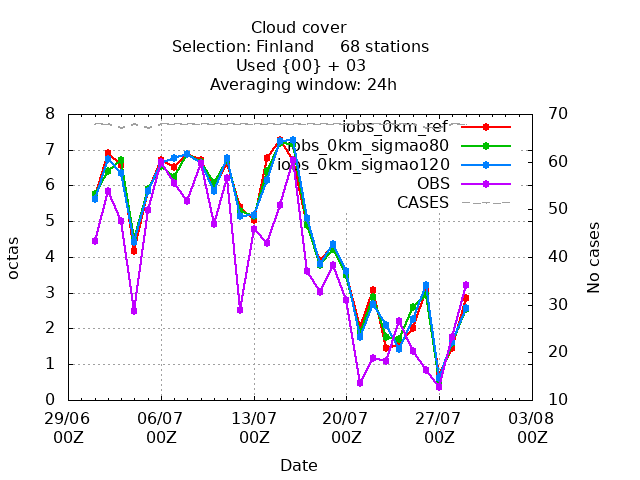 Cloud cover
Selection: Finland 68 stations
Used {00} + 03
Averaging window: 24h
8 70
iobs_0km_ref
7 iobs_0km_sigmao80
iobs_0km_sigmao120 60
6 OBS
CASES 50
5
4 40
3 30
2 20
1
0 10
octas
No cases
29/06 06/07 13/07 20/07 27/07 03/08
00Z 00Z 00Z 00Z 00Z 00Z
Date